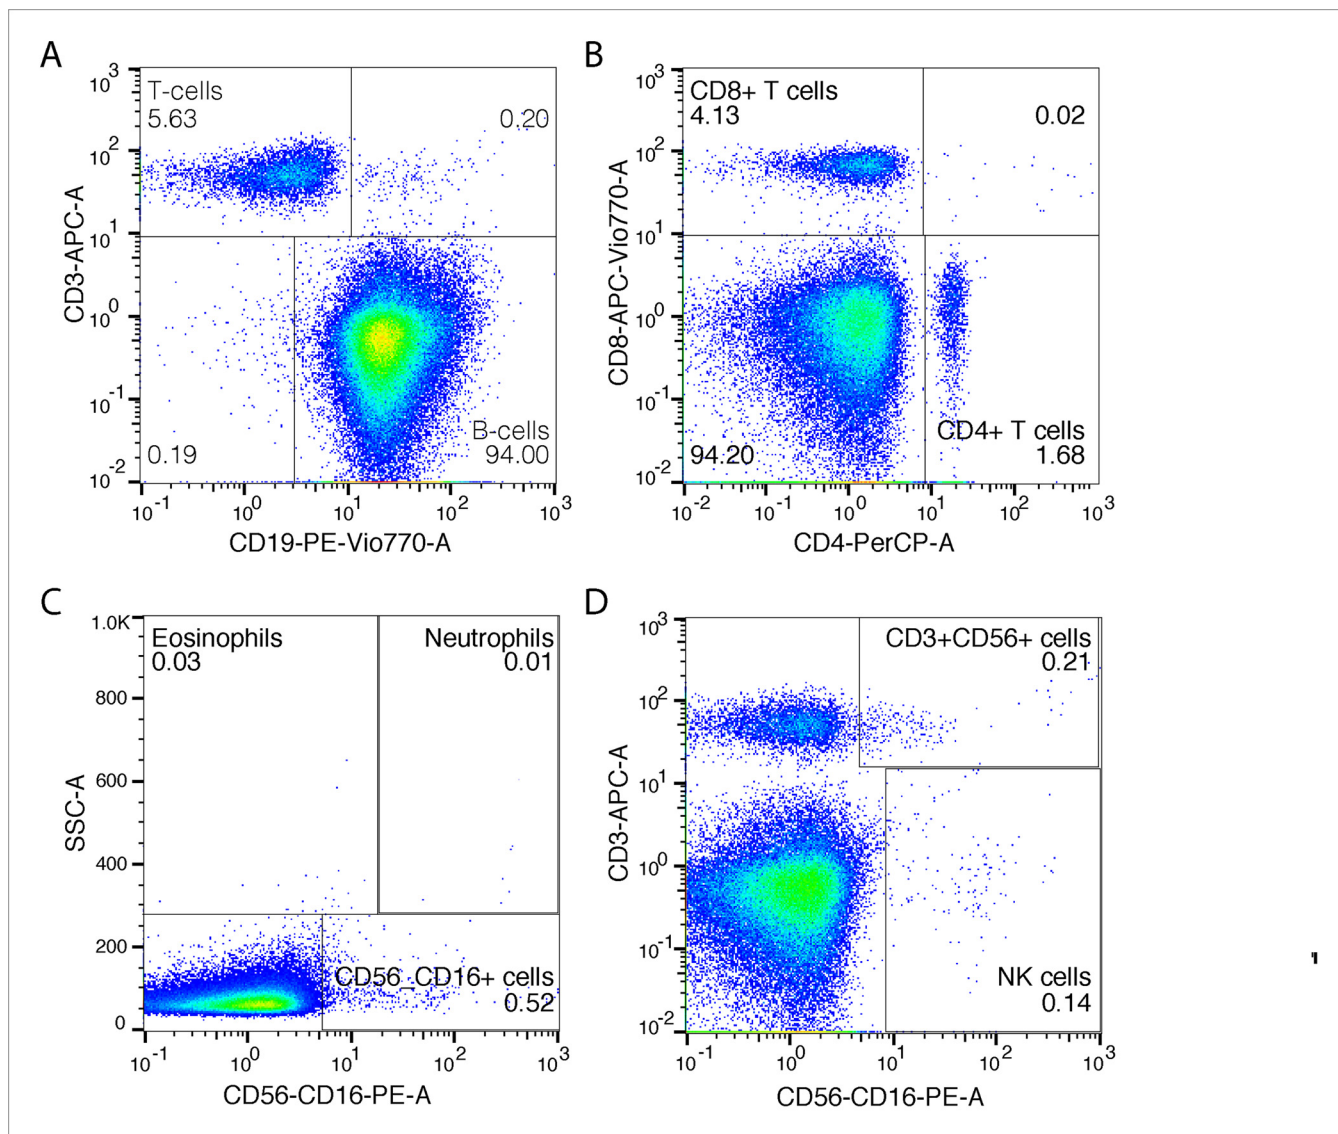 A
10^3
10^2
10^1
10^0
10^-1
10^-2
CD3-APC-A
T-cells
5.63
0.20
0.19
B-cells
94.00
10^-1 10^0 10^1 10^2 10^3
CD19-PE-Vio770-A
B
10^3
10^2
10^1
10^0
10^-1
10^-2
CD8-APC-Vio770-A
CD8+ T cells
4.13
0.02
94.20
CD4+ T cells
1.68
10^-2 10^-1 10^0 10^1 10^2 10^3
CD4-PerCP-A
C
1.0K
800
600
400
200
0
SSC-A
Eosinophils
0.03
Neutrophils
0.01
CD56_CD16+ cells
0.52
10^-1 10^0 10^1 10^2 10^3
CD56-CD16-PE-A
D
10^3
10^2
10^1
10^0
10^-1
10^-2
CD3-APC-A
CD3+CD56+ cells
0.21
NK cells
0.14
10^-1 10^0 10^1 10^2 10^3
CD56-CD16-PE-A